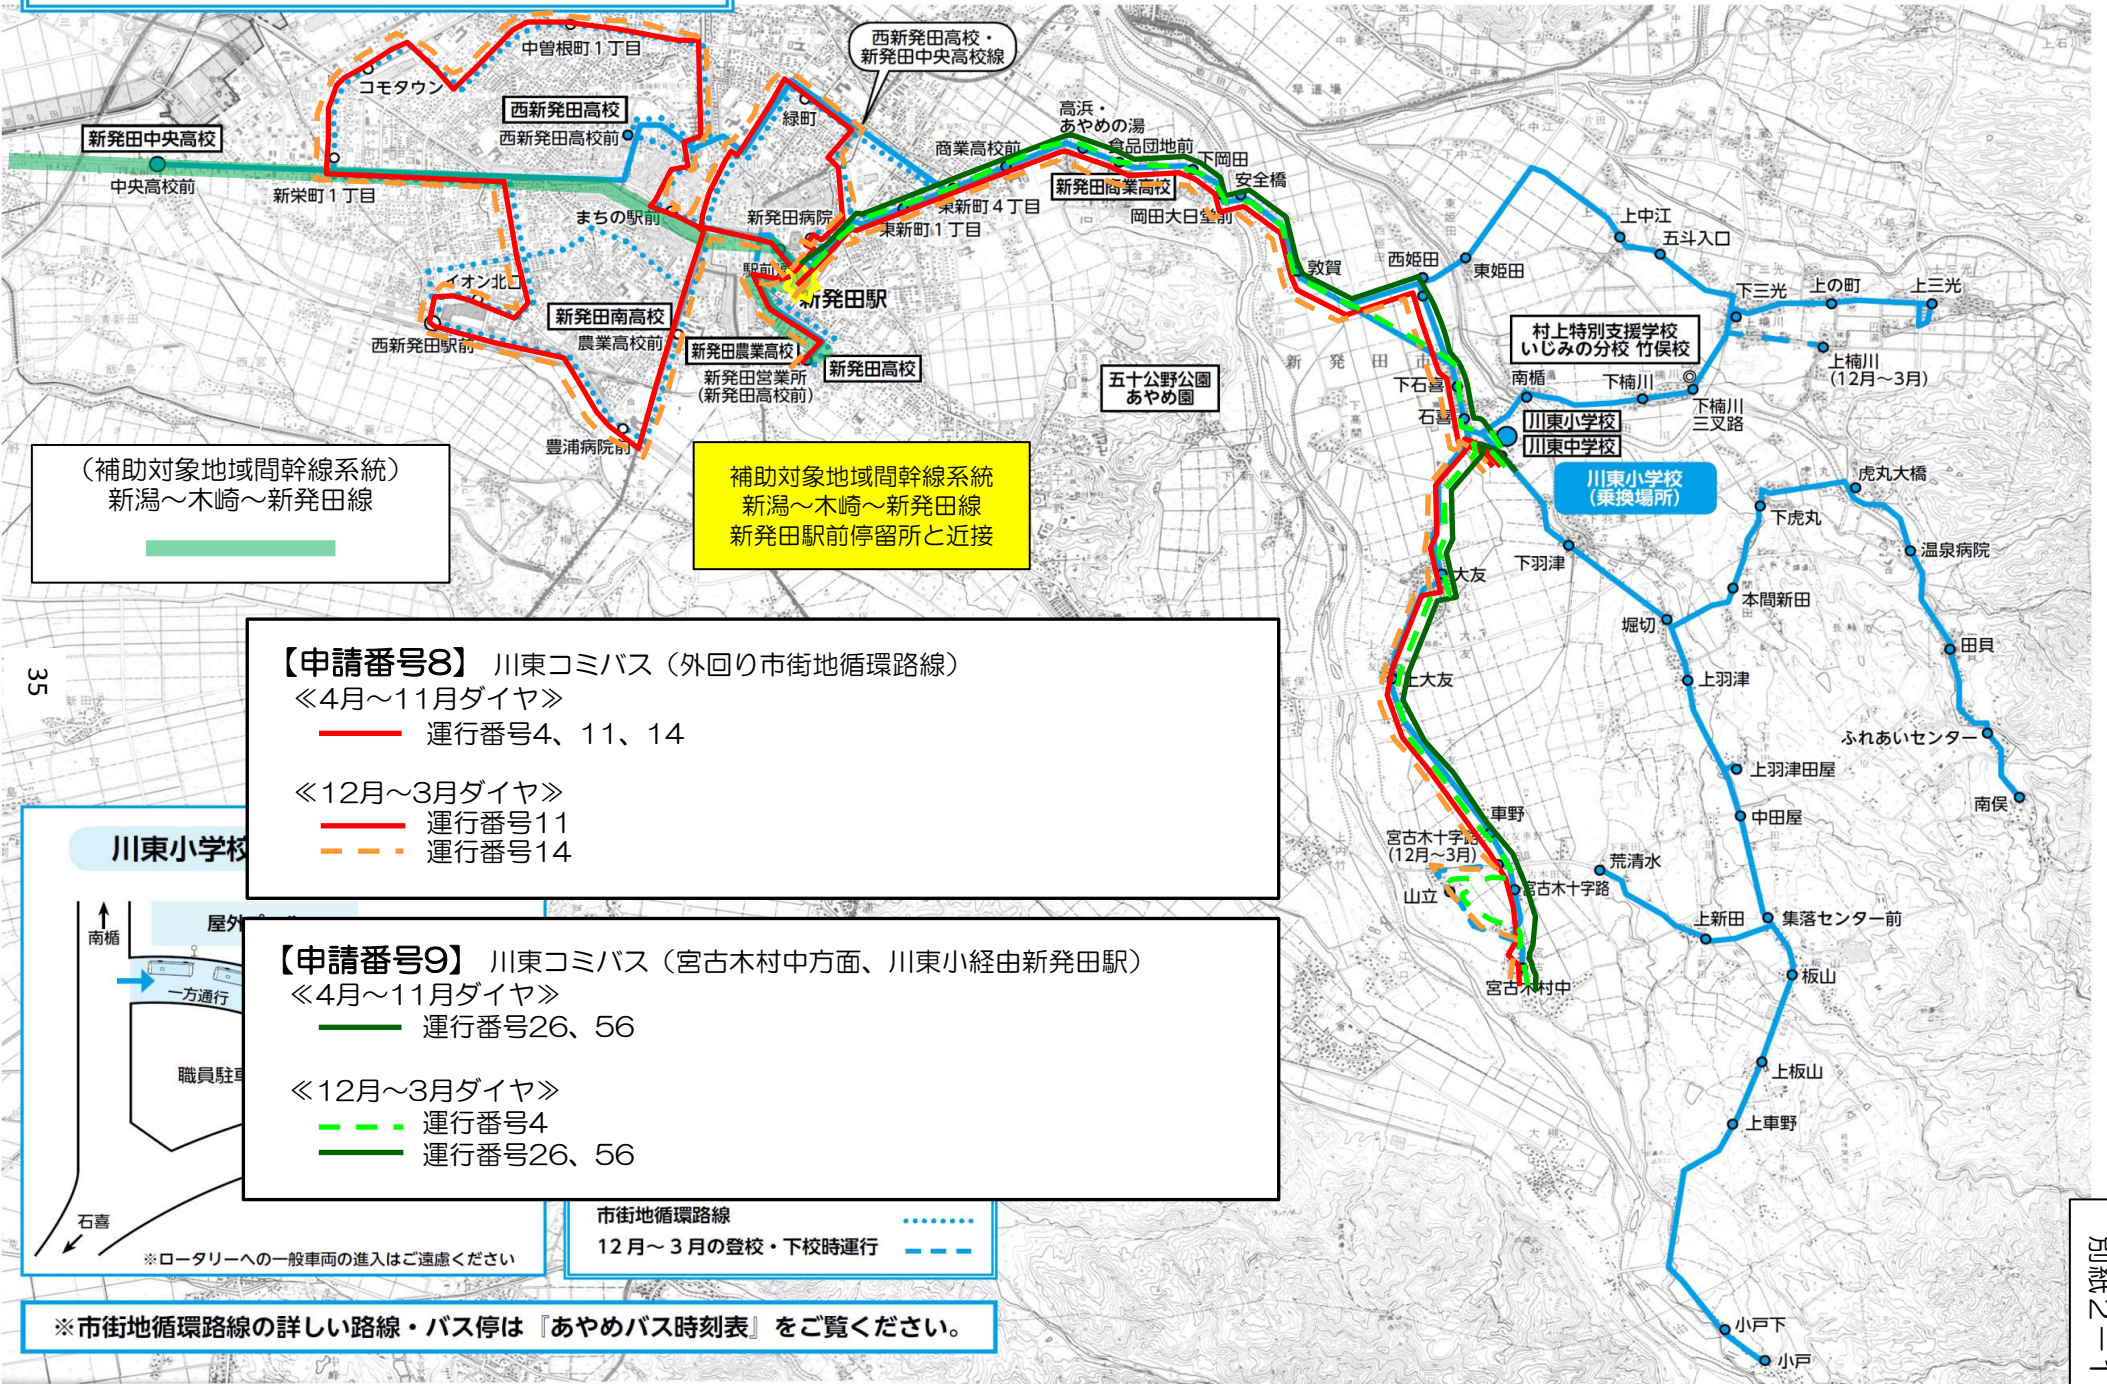 西新発田高校・
新発田中央高校線
中曽根町1丁目
コモタウン
西新発田高校
西新発田高校前
緑町
新発田中央高校
中央高校前
新栄町1丁目
まちの駅前
新発田病院
商業高校前
高浜・
あやめの湯
食品団地前
下岡田
安全橋
新発田商業高校
岡田大日堂前
東新町4丁目
東新町1丁目
新発田駅
イオン北口
西新発田駅前
新発田南高校
農業高校前
新発田農業高校
新発田営業所
(新発田高校前)
新発田高校
豊浦病院前
敦賀
西姫田
東姫田
上中江
五斗入口
下三光
上の町
上三光
上楠川
(12月~3月)
村上特別支援学校
いじみの分校 竹俣校
五十公野公園
あやめ園
下石喜
石喜
南楯
下楠川
下楠川
三叉路
川東小学校
川東中学校
川東小学校
(乗換場所)
虎丸大橋
下虎丸
温泉病院
下羽津
大友
本間新田
堀切
田貝
上羽津
上大友
ふれあいセンター
上羽津田屋
南俣
中田屋
車野
宮古木十字路
(12月~3月)
荒清水
山立
宮古木十字路
上新田
集落センター前
板山
宮古木村中
上板山
上車野
小戸下
小戸
(補助対象地域間幹線系統)
新潟~木崎~新発田線
補助対象地域間幹線系統
新潟~木崎~新発田線
新発田駅前停留所と近接
35
【申請番号8】 川東コミバス(外回り市街地循環路線)
≪4月~11月ダイヤ≫
運行番号4、11、14
≪12月~3月ダイヤ≫
運行番号11
運行番号14
【申請番号9】 川東コミバス(宮古木村中方面、川東小経由新発田駅)
≪4月~11月ダイヤ≫
運行番号26、56
≪12月~3月ダイヤ≫
運行番号4
運行番号26、56
川東小学校
南楯
屋外
一方通行
職員駐車
石喜
※ロータリーへの一般車両の進入はご遠慮ください
市街地循環路線
12月~3月の登校・下校時運行
※市街地循環路線の詳しい路線・バス停は『あやめバス時刻表』をご覧ください。
別紙2-1